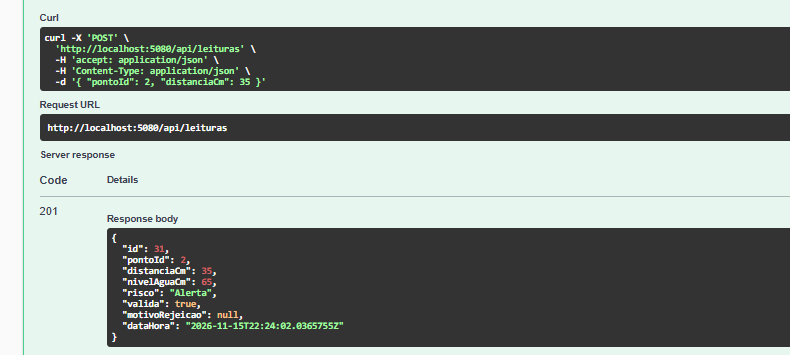 Curl
curl -X 'POST' \
  'http://localhost:5080/api/leituras' \
  -H 'accept: application/json' \
  -H 'Content-Type: application/json' \
  -d '{ "pontoId": 2, "distanciaCm": 35 }'
Request URL
http://localhost:5080/api/leituras
Server response
Code Details
201
Response body
{
  "id": 31,
  "pontoId": 2,
  "distanciaCm": 35,
  "nivelAguaCm": 65,
  "risco": "Alerta",
  "valida": true,
  "motivoRejeicao": null,
  "dataHora": "2026-11-15T22:24:02.0365755Z"
}